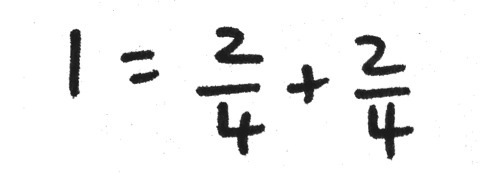 1 = 2/4 + 2/4